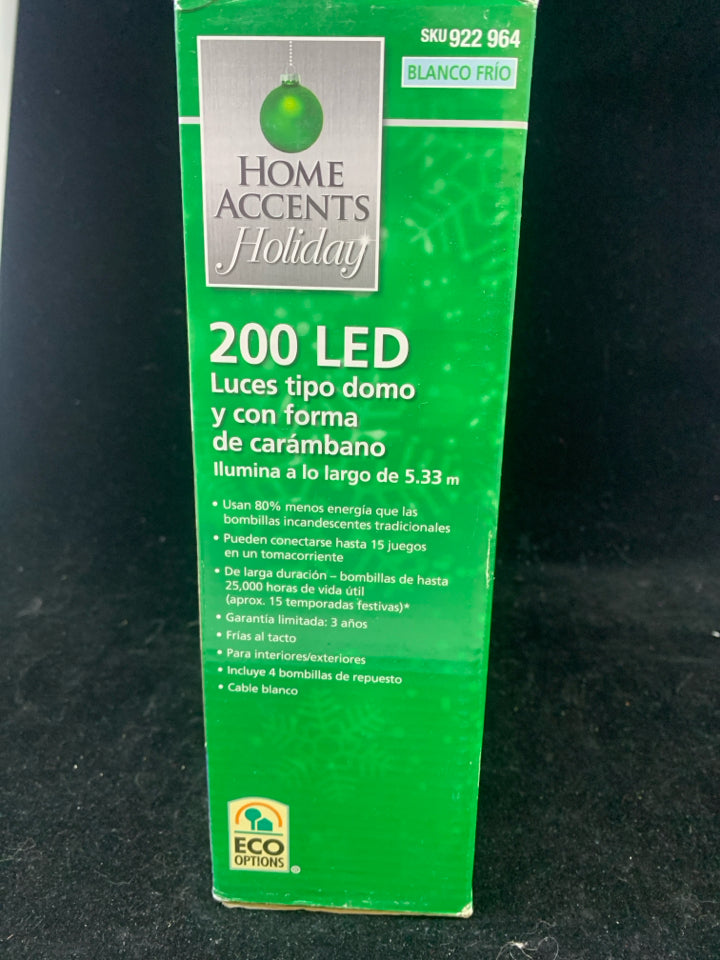 SKU 922 964
BLANCO FRÍO
HOME
ACCENTS
Holiday
200 LED
Luces tipo domo
y con forma
de carámbano
Ilumina a lo largo de 5.33 m
• Usan 80% menos energía que las
bombillas incandescentes tradicionales
• Pueden conectarse hasta 15 juegos
en un tomacorriente
• De larga duración – bombillas de hasta
25,000 horas de vida útil
(aprox. 15 temporadas festivas)*
• Garantía limitada: 3 años
• Frías al tacto
• Para interiores/exteriores
• Incluye 4 bombillas de repuesto
• Cable blanco
ECO
OPTIONS
®